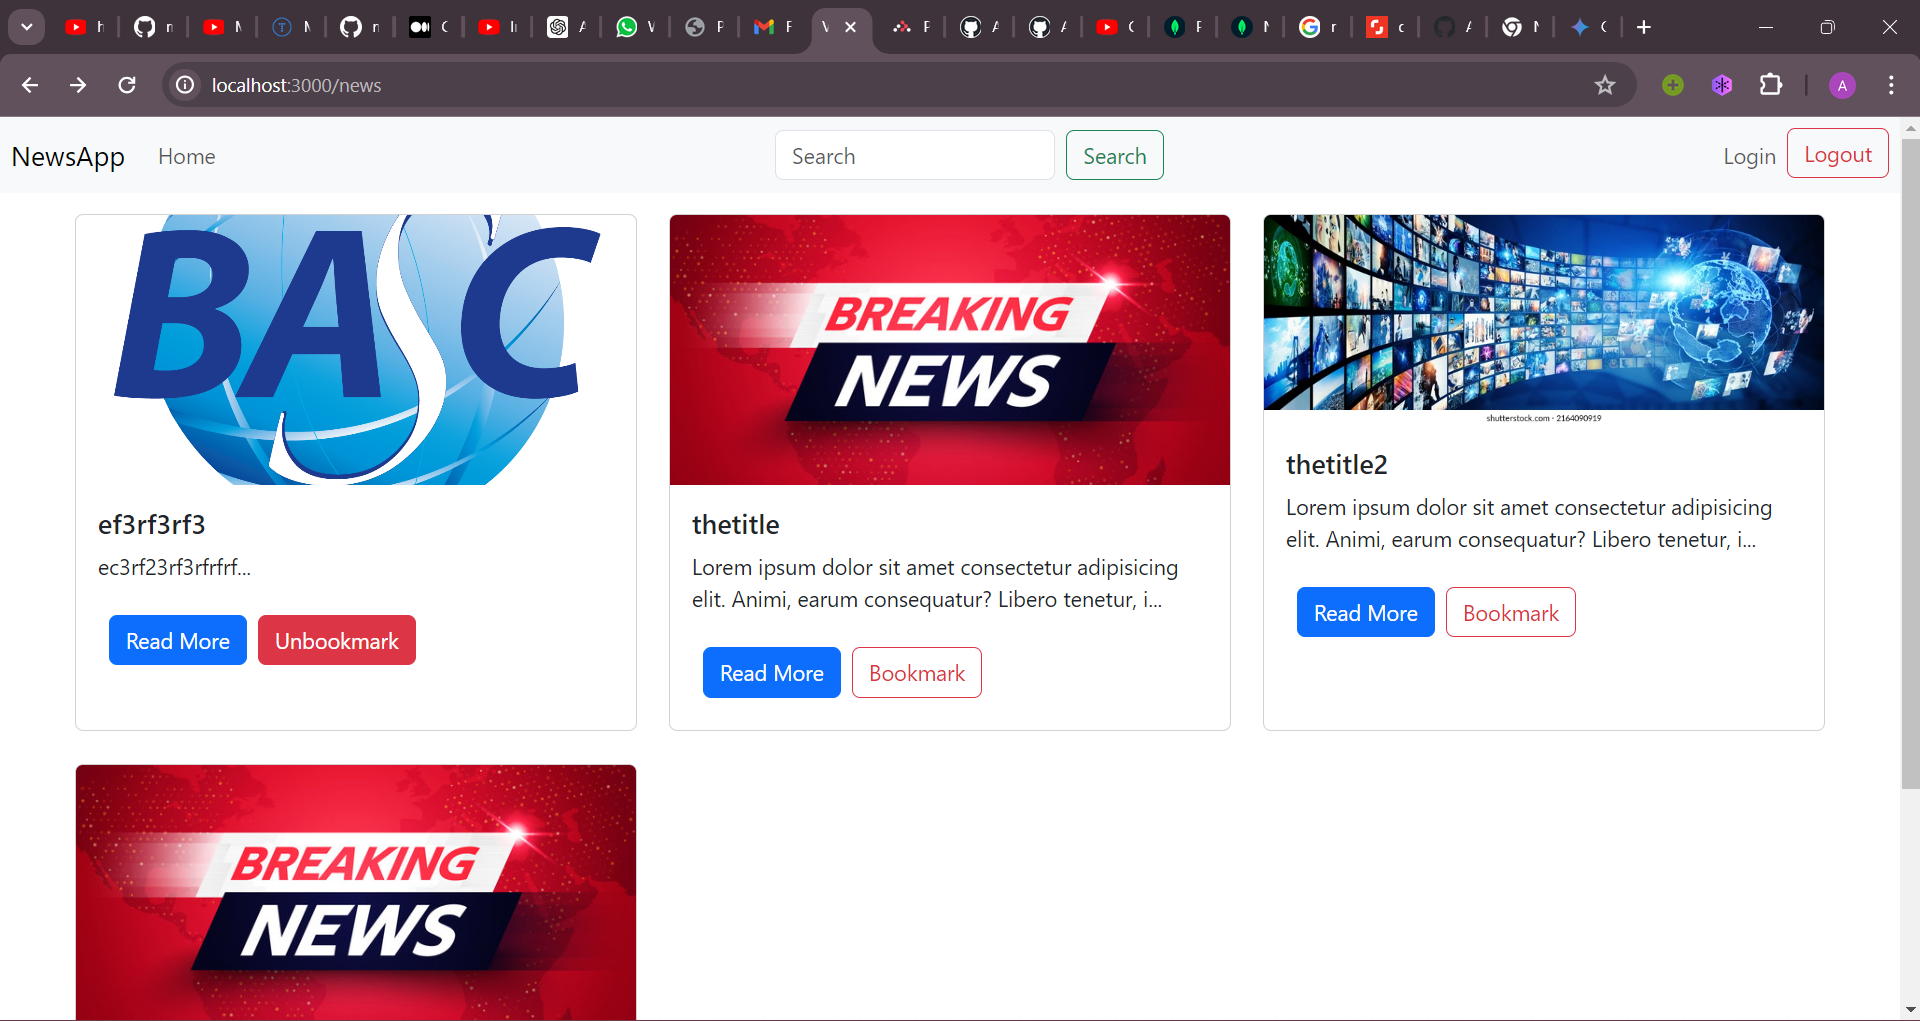 h
r
M
M
r
C
I
A
V
P
F
V
F
A
A
C
F
M
r
c
A
M
C
localhost:3000/news
A
NewsApp Home Search Search Login Logout
BASC
ef3rf3rf3
ec3rf23rf3rfrfrf...
Read More Unbookmark
BREAKING
NEWS
thetitle
Lorem ipsum dolor sit amet consectetur adipisicing
elit. Animi, earum consequatur? Libero tenetur, i...
Read More Bookmark
shutterstock.com · 2164090919
thetitle2
Lorem ipsum dolor sit amet consectetur adipisicing
elit. Animi, earum consequatur? Libero tenetur, i...
Read More Bookmark
BREAKING
NEWS